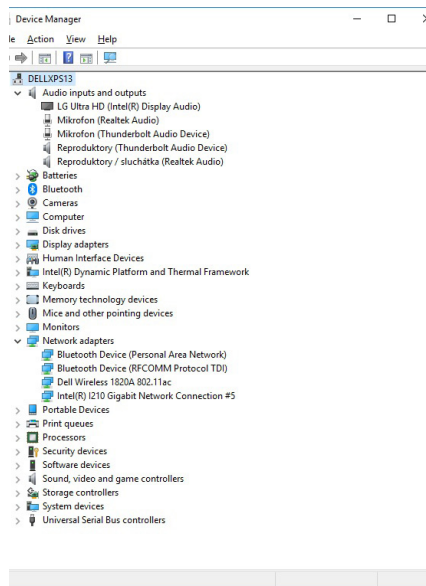 Device Manager
le Action View Help
DELLXPS13
Audio inputs and outputs
LG Ultra HD (Intel(R) Display Audio)
Mikrofon (Realtek Audio)
Mikrofon (Thunderbolt Audio Device)
Reproduktory (Thunderbolt Audio Device)
Reproduktory / sluchátka (Realtek Audio)
Batteries
Bluetooth
Cameras
Computer
Disk drives
Display adapters
Human Interface Devices
Intel(R) Dynamic Platform and Thermal Framework
Keyboards
Memory technology devices
Mice and other pointing devices
Monitors
Network adapters
Bluetooth Device (Personal Area Network)
Bluetooth Device (RFCOMM Protocol TDI)
Dell Wireless 1820A 802.11ac
Intel(R) I210 Gigabit Network Connection #5
Portable Devices
Print queues
Processors
Security devices
Software devices
Sound, video and game controllers
Storage controllers
System devices
Universal Serial Bus controllers